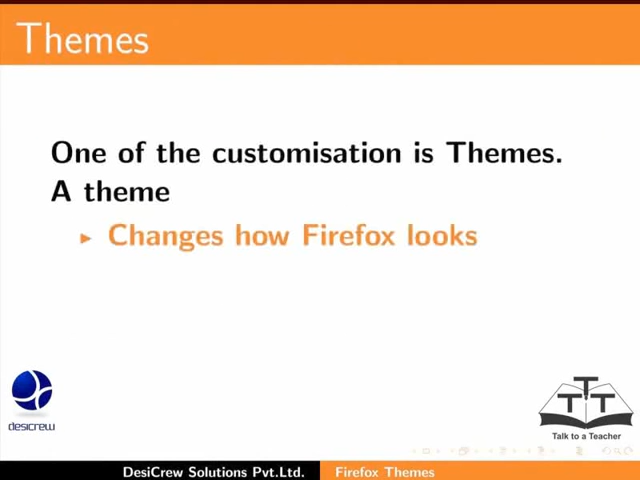 Themes
One of the customisation is Themes.
A theme
Changes how Firefox looks
desicrew
T T T
Talk to a Teacher
DesiCrew Solutions Pvt.Ltd. Firefox Themes